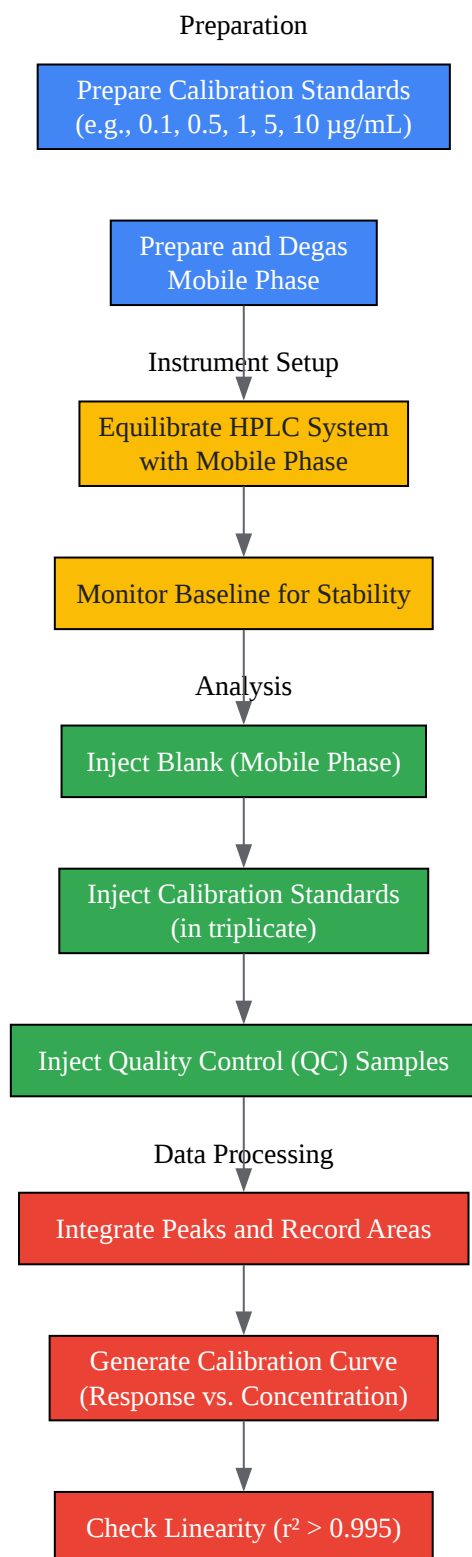 Preparation
Prepare Calibration Standards
(e.g., 0.1, 0.5, 1, 5, 10 µg/mL)
Prepare and Degas
Mobile Phase
Instrument Setup
Equilibrate HPLC System
with Mobile Phase
Monitor Baseline for Stability
Analysis
Inject Blank (Mobile Phase)
Inject Calibration Standards
(in triplicate)
Inject Quality Control (QC) Samples
Data Processing
Integrate Peaks and Record Areas
Generate Calibration Curve
(Response vs. Concentration)
Check Linearity (r² > 0.995)